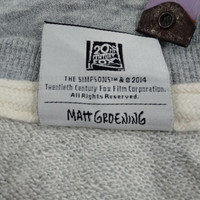 20th
CENTURY
FOX
THE SIMPSONS™ & © 2014
Twentieth Century Fox Film Corporation.
All Rights Reserved.
MATT GROENING